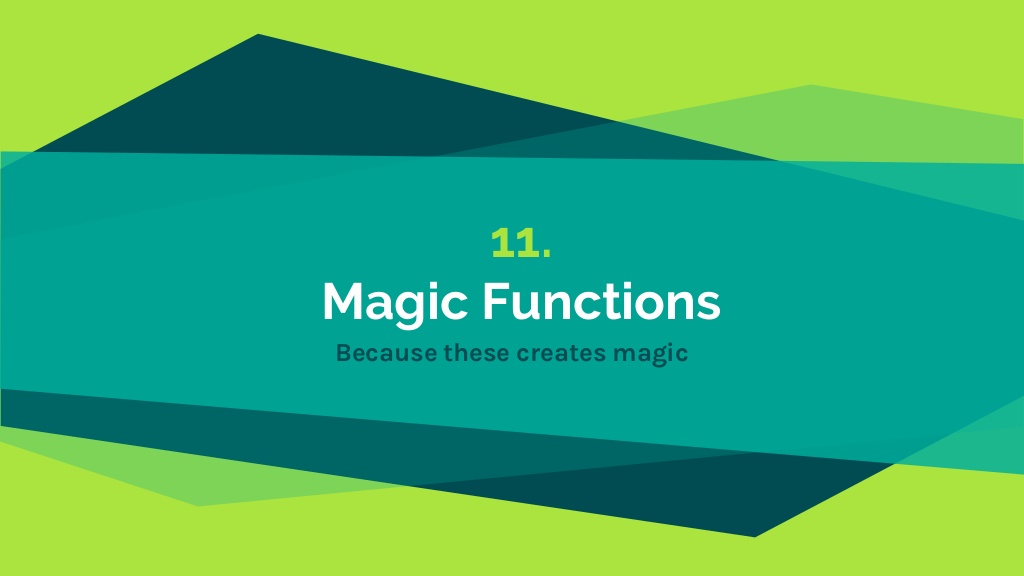 11.
Magic Functions
Because these creates magic